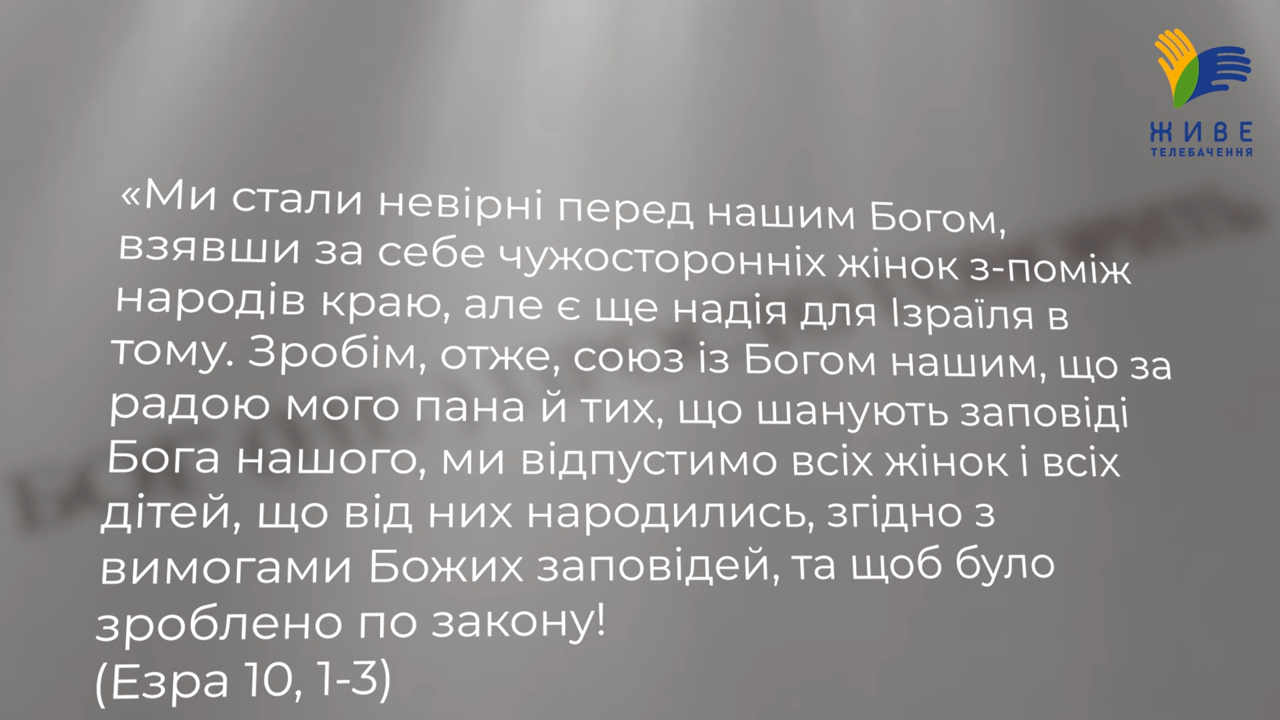 ЖИВЕ
ТЕЛЕБАЧЕННЯ
«Ми стали невірні перед нашим Богом,
взявши за себе чужосторонніх жінок з-поміж
народів краю, але є ще надія для Ізраїля в
тому. Зробім, отже, союз із Богом нашим, що за
радою мого пана й тих, що шанують заповіді
Бога нашого, ми відпустимо всіх жінок і всіх
дітей, що від них народились, згідно з
вимогами Божих заповідей, та щоб було
зроблено по закону!
(Езра 10, 1-3)